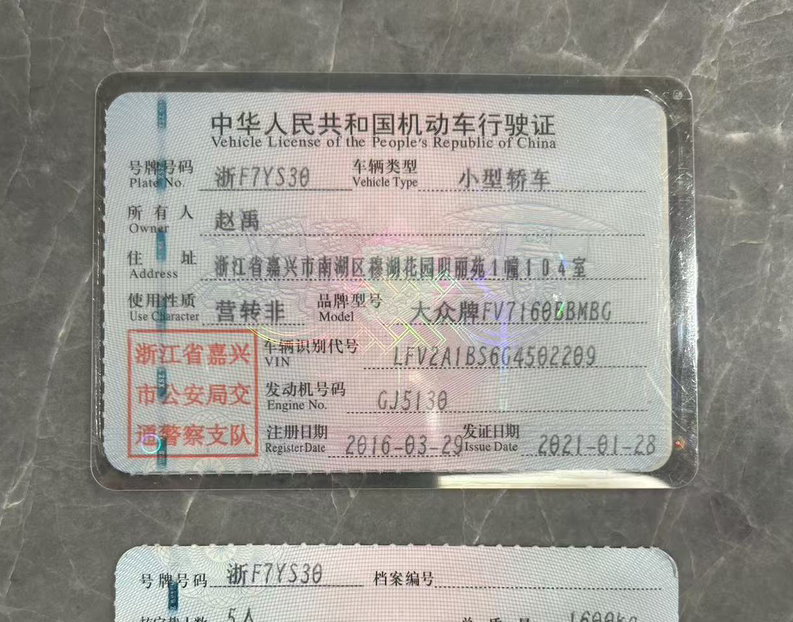 中华人民共和国机动车行驶证
Vehicle License of the People's Republic of China
号牌号码 浙F7YS30 车辆类型 小型轿车
Plate No. Vehicle Type
所有人 赵禹
Owner
住址 浙江省嘉兴市南湖区穆湖花园明丽苑1幢104室
Address
使用性质 营转非 品牌型号 大众牌FV7160BBMBG
Use Character Model
浙江省嘉兴
市公安局交
通警察支队
车辆识别代号 LFV2A1BS6G4502209
VIN
发动机号码 GJ5130
Engine No.
注册日期 2016-03-29 发证日期 2021-01-28
Register Date Issue Date
号牌号码 浙F7YS30 档案编号
5人 1600kg